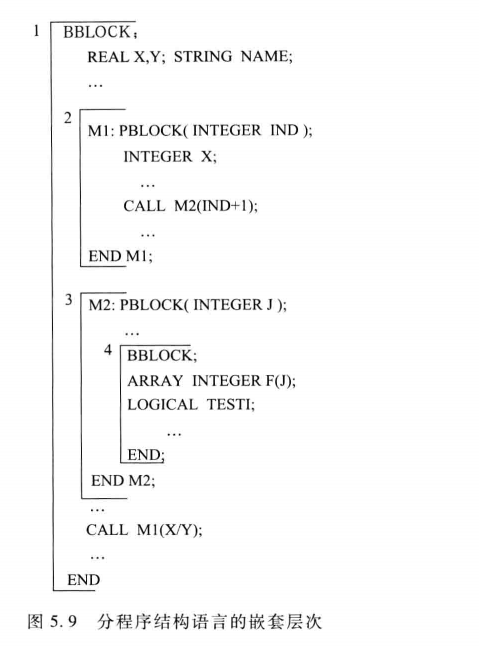 1 BBLOCK;
REAL X,Y; STRING NAME;
…
2
M1: PBLOCK( INTEGER IND );
INTEGER X;
…
CALL M2(IND+1);
…
END M1;
3 M2: PBLOCK( INTEGER J );
…
4 BBLOCK;
ARRAY INTEGER F(J);
LOGICAL TESTI;
…
END;
END M2;
…
CALL M1(X/Y);
…
END
图 5.9 分程序结构语言的嵌套层次